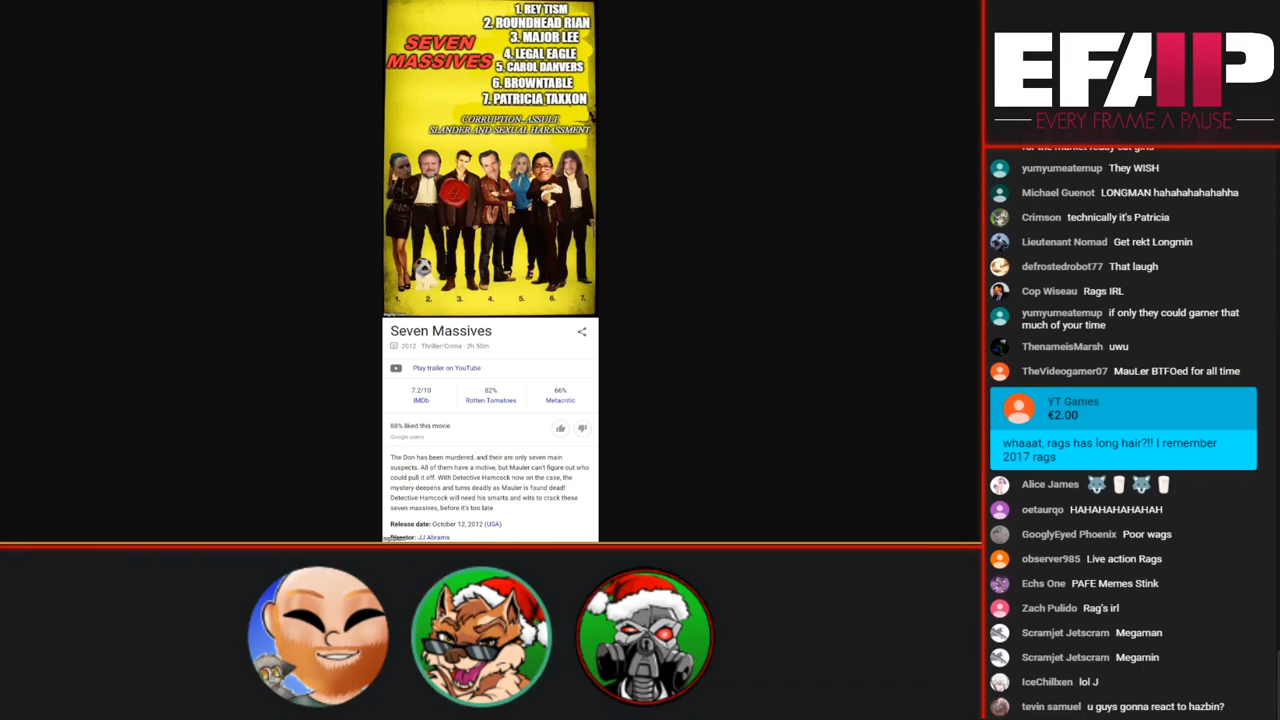 1. REY TISM
2. ROUNDHEAD RIAN
3. MAJOR LEE
4. LEGAL EAGLE
5. CAROL DANVERS
6. BROWNTABLE
7. PATRICIA TAXXON
SEVEN
MASSIVES
CORRUPTION, ASSULT,
SLANDER AND SEXUAL HARASSMENT
1. 2. 3. 4. 5. 6. 7.
Seven Massives
2012 · Thriller/Crime · 2h 50m
Play trailer on YouTube
7.2/10 82% 66%
IMDb Rotten Tomatoes Metacritic
88% liked this movie
Google users
The Don has been murdered, and their are only seven main
suspects. All of them have a motive, but Mauler can't figure out who
could pull it off. With Detective Hamcock now on the case, the
mystery deepens and turns deadly as Mauler is found dead!
Detective Hamcock will need his smarts and wits to crack these
seven massives, before it's too late.
Release date: October 12, 2012 (USA)
Director: JJ Abrams
EFAP
EVERY FRAME A PAUSE
yumyumeatemup They WISH
Michael Guenot LONGMAN hahahahahahha
Crimson technically it's Patricia
Lieutenant Nomad Get rekt Longmin
defrostedrobot77 That laugh
Cop Wiseau Rags IRL
yumyumeatemup if only they could garner that
much of your time
ThenameisMarsh uwu
TheVideogamer07 MauLer BTFOed for all time
YT Games
€2.00
whaaat, rags has long hair?!! I remember
2017 rags
Alice James
oetaurqo HAHAHAHAHAHAH
GooglyEyed Phoenix Poor wags
observer985 Live action Rags
Echs One PAFE Memes Stink
Zach Pulido Rag's irl
Scramjet Jetscram Megaman
Scramjet Jetscram Megamin
IceChillxen lol J
tevin samuel u guys gonna react to hazbin?